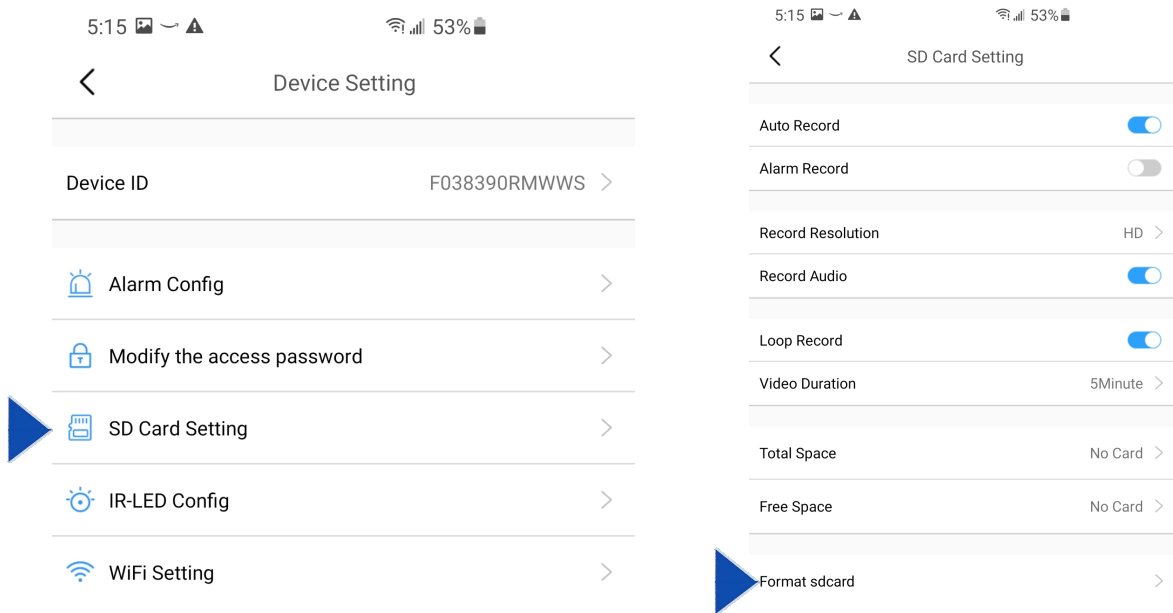 5:15 53%
Device Setting
Device ID F038390RMWWS
Alarm Config
Modify the access password
SD Card Setting
IR-LED Config
WiFi Setting
5:15 53%
SD Card Setting
Auto Record
Alarm Record
Record Resolution HD
Record Audio
Loop Record
Video Duration 5Minute
Total Space No Card
Free Space No Card
Format sdcard